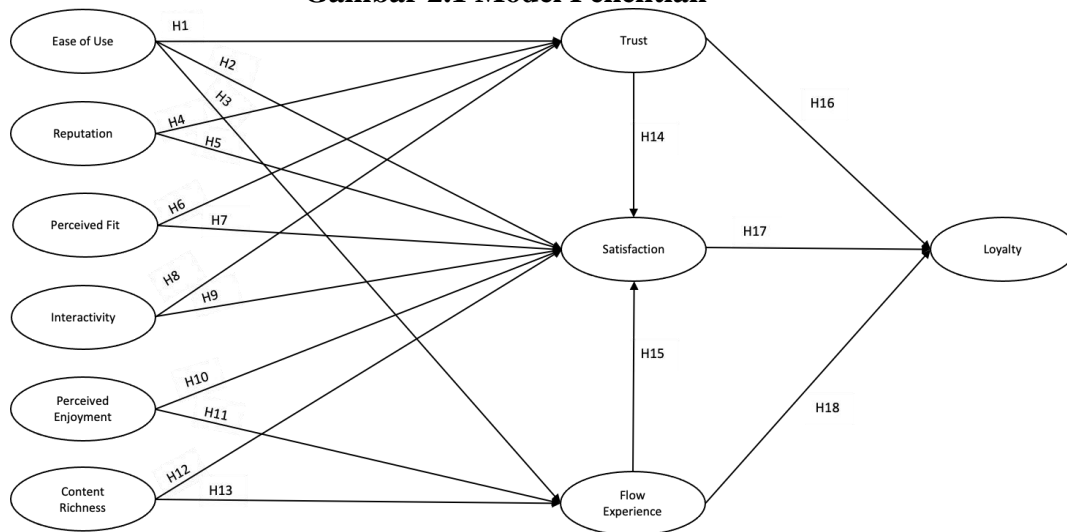 Gambar 2.1 Model Penelitian
Ease of Use
H1
Trust
H2
H3
H16
Reputation
H4
H5
H14
Perceived Fit
H6
H7
Satisfaction
H17
Loyalty
Interactivity
H8
H9
H15
Perceived
Enjoyment
H10
H11
H18
Content
Richness
H12
H13
Flow
Experience